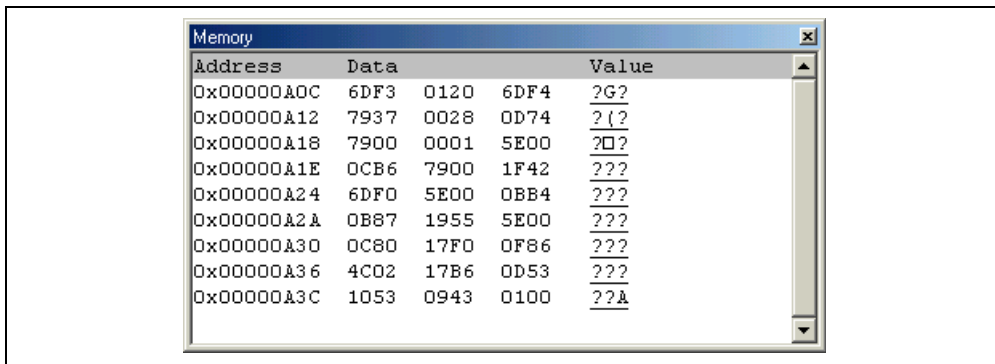 Memory
Address Data Value
0x00000A0C 6DF3 0120 6DF4 ?G?
0x00000A12 7937 0028 0D74 ?(?
0x00000A18 7900 0001 5E00 ?□?
0x00000A1E 0CB6 7900 1F42 ???
0x00000A24 6DF0 5E00 0BB4 ???
0x00000A2A 0B87 1955 5E00 ???
0x00000A30 0C80 17F0 0F86 ???
0x00000A36 4C02 17B6 0D53 ???
0x00000A3C 1053 0943 0100 ??A